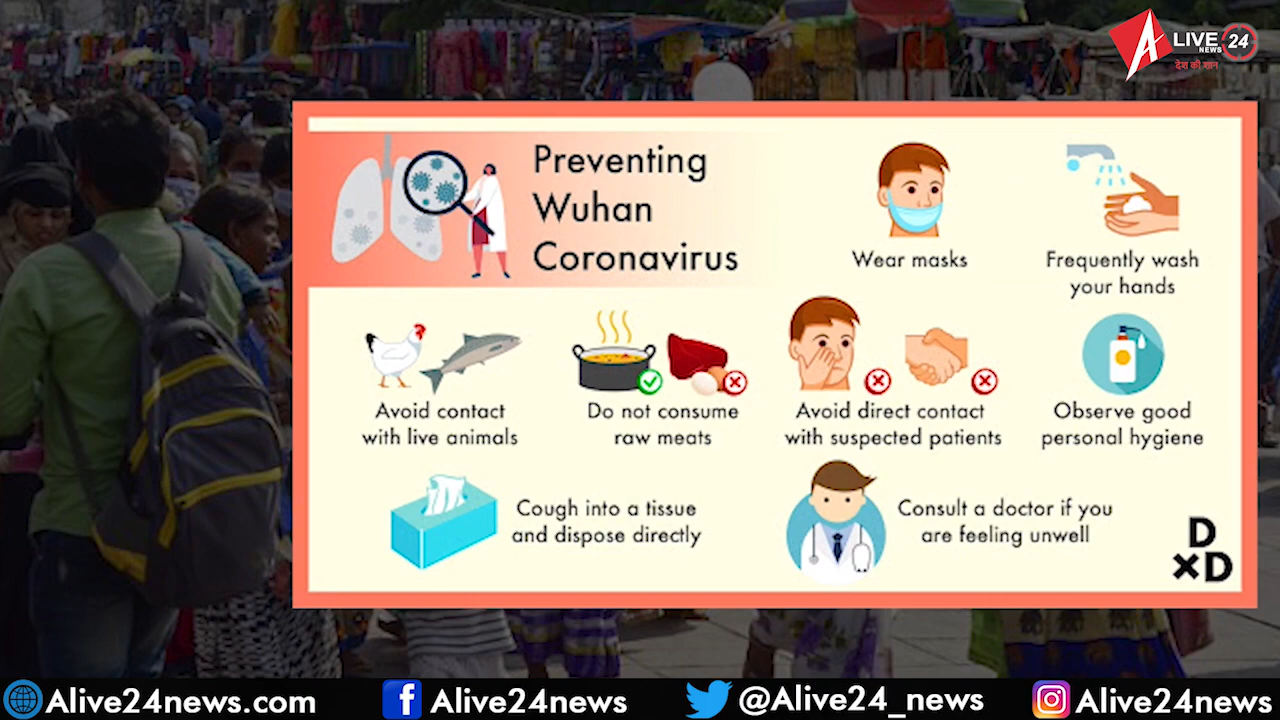 A LIVE 24
NEWS
देश की शान
Preventing
Wuhan
Coronavirus
Wear masks
Frequently wash
your hands
Avoid contact
with live animals
Do not consume
raw meats
Avoid direct contact
with suspected patients
Observe good
personal hygiene
Cough into a tissue
and dispose directly
Consult a doctor if you
are feeling unwell
D
×D
Alive24news.com
f Alive24news
@Alive24_news
Alive24news